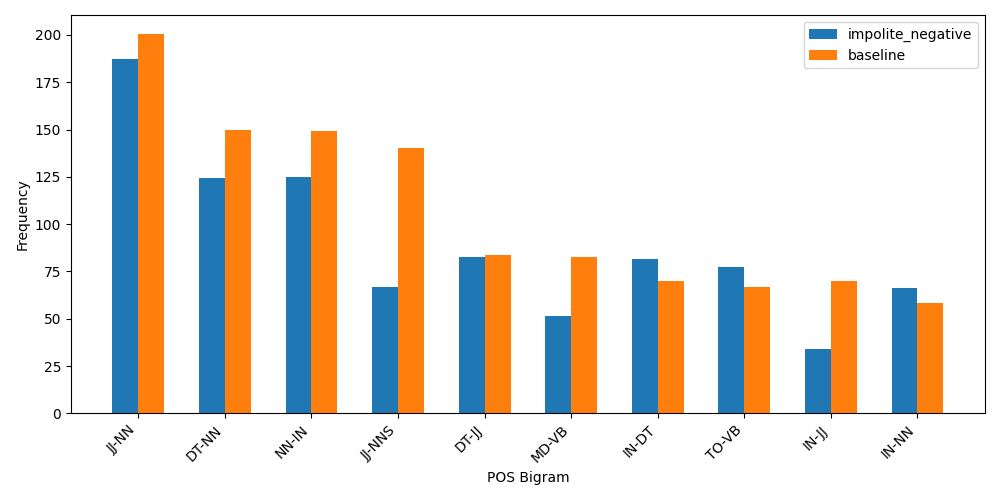 impolite_negative
baseline
Frequency
200
175
150
125
100
75
50
25
0
JJ-NN
DT-NN
NN-IN
JJ-NNS
DT-JJ
MD-VB
IN-DT
TO-VB
IN-JJ
IN-NN
POS Bigram